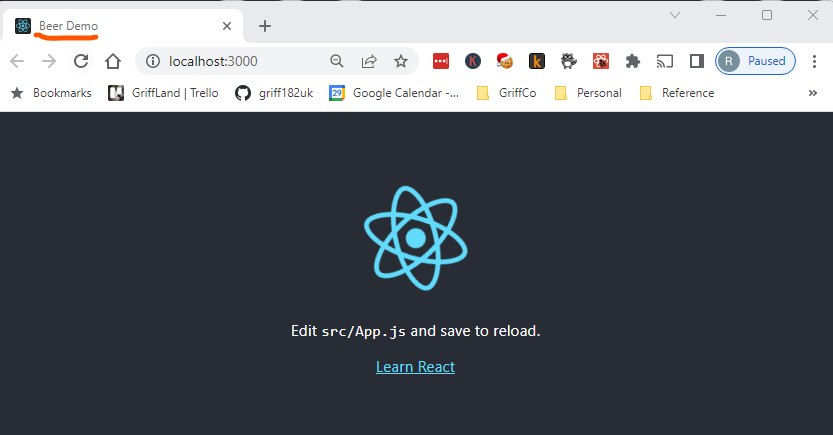 Beer Demo
localhost:3000
R Paused
Bookmarks GriffLand | Trello griff182uk 29 Google Calendar -... GriffCo Personal Reference
Edit src/App.js and save to reload.
Learn React